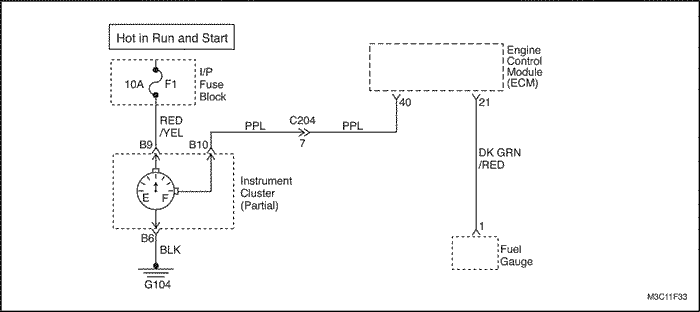 Hot in Run and Start
10A
F1
I/P
Fuse
Block
Engine
Control
Module
(ECM)
40
21
RED
/YEL
PPL
C204
7
PPL
B9
B10
DK GRN
/RED
E
F
Instrument
Cluster
(Partial)
B6
BLK
G104
1
Fuel
Gauge
M3C11F33